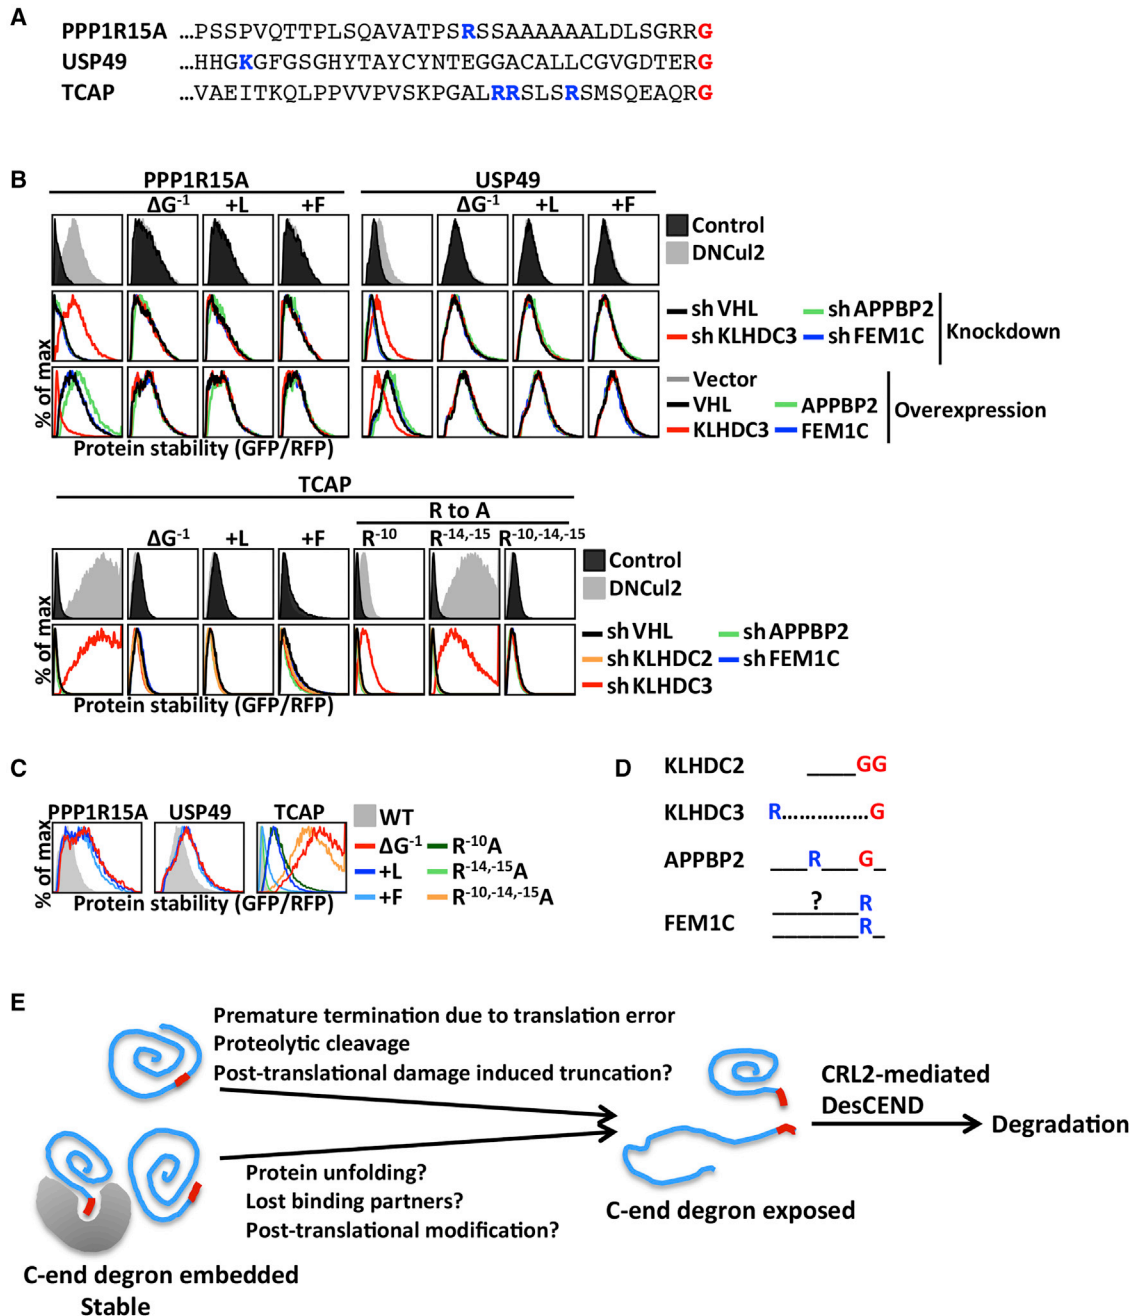 A
PPP1R15A ...PSSPVQTTPLSQAVATPSRSSAAAAAALDLSGRRG
USP49 ...HHGKGFGSGHYTAYCYNTEGGACALLCGVGDTERG
TCAP ...VAEITKQLPPVVPVSKPGALRRSLSRSMSQEAQRG
B
PPP1R15A USP49
ΔG-1 +L +F ΔG-1 +L +F
Control
DNCul2
sh VHL sh APPBP2
sh KLHDC3 sh FEM1C
Knockdown
Vector
VHL APPBP2
KLHDC3 FEM1C
Overexpression
% of max
Protein stability (GFP/RFP)
TCAP
R to A
ΔG-1 +L +F R-10 R-14,-15 R-10,-14,-15
Control
DNCul2
sh VHL sh APPBP2
sh KLHDC2 sh FEM1C
sh KLHDC3
% of max
Protein stability (GFP/RFP)
C
PPP1R15A USP49 TCAP
WT
ΔG-1 R-10A
+L R-14,-15A
+F R-10,-14,-15A
% of max
Protein stability (GFP/RFP)
D
KLHDC2 ____GG
KLHDC3 R...............G
APPBP2 ___R___G_
FEM1C ___?___R
_______R_
E
Premature termination due to translation error
Proteolytic cleavage
Post-translational damage induced truncation?
Protein unfolding?
Lost binding partners?
Post-translational modification?
C-end degron embedded
Stable
C-end degron exposed
CRL2-mediated
DesCEND
Degradation